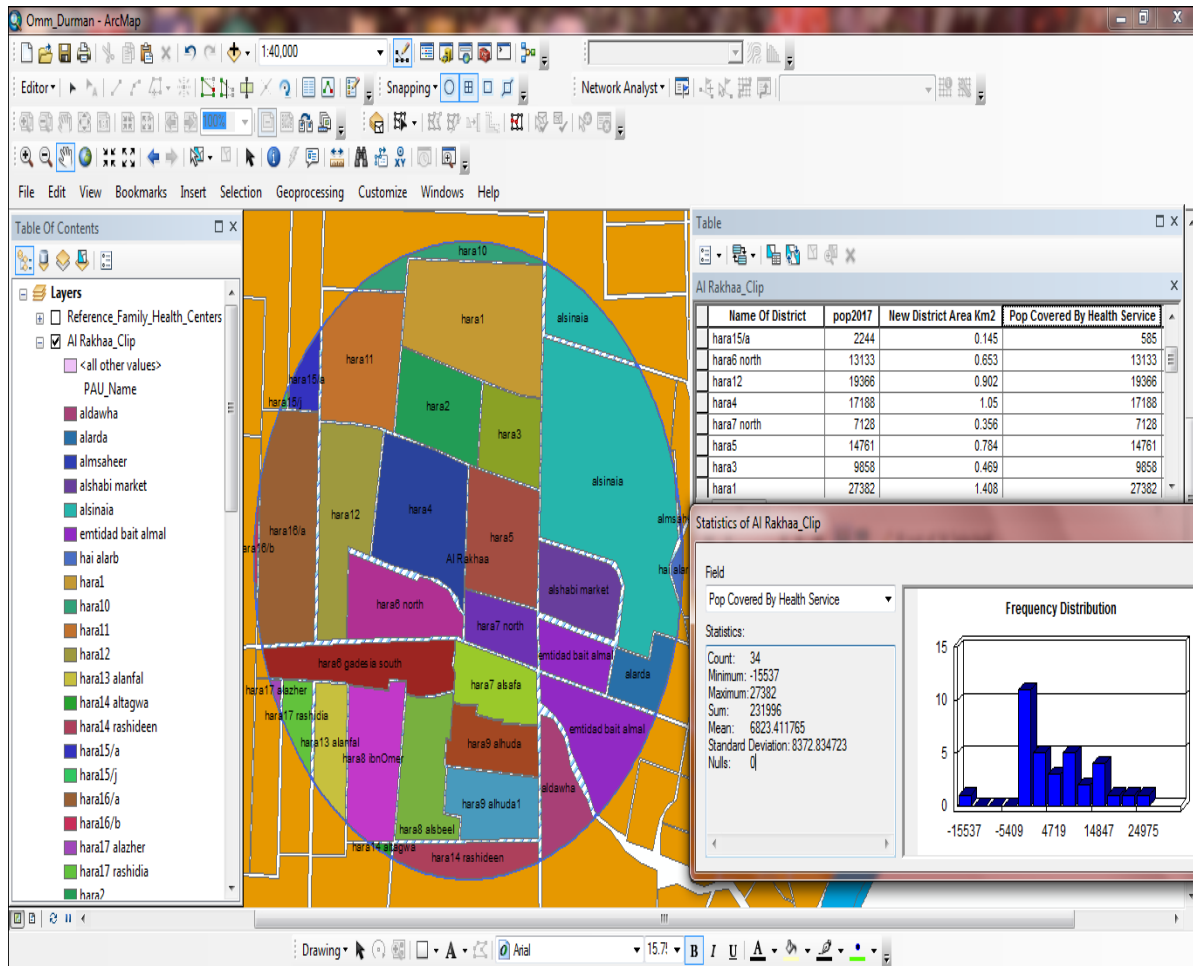 Omm_Durman - ArcMap
1:40,000
Editor
Snapping
Network Analyst
100%
File Edit View Bookmarks Insert Selection Geoprocessing Customize Windows Help
Table Of Contents
Layers
Reference_Family_Health_Centers
Al Rakhaa_Clip
<all other values>
PAU_Name
aldawha
alarda
almsaheer
alshabi market
alsinaia
emtidad bait almal
hai alarb
hara1
hara10
hara11
hara12
hara13 alanfal
hara14 altagwa
hara14 rashideen
hara15/a
hara15/j
hara16/a
hara16/b
hara17 alazher
hara17 rashidia
hara2
hara10
hara1
alsinaia
hara11
hara15/a
hara15/j
hara2
hara3
alsinaia
hara12
hara4
hara16/a
hara5
Al Rakhaa
hara6 north
alshabi market
hara7 north
emtidad bait almal
hara6 gadesia south
hara7 alsafa
alarda
hara17 alazher
hara17 rashidia
hara13 alanfal
hara8 ibnOmer
emtidad bait almal
hara9 alhuda
aldawha
hara9 alhuda1
hara8 alsbeel
hara14 altagwa
hara14 rashideen
Table
Al Rakhaa_Clip
Name Of District pop2017 New District Area Km2 Pop Covered By Health Service
hara15/a 2244 0.145 585
hara6 north 13133 0.653 13133
hara12 19366 0.902 19366
hara4 17188 1.05 17188
hara7 north 7128 0.356 7128
hara5 14761 0.784 14761
hara3 9858 0.469 9858
hara1 27382 1.408 27382
Statistics of Al Rakhaa_Clip
Field
Pop Covered By Health Service
Statistics:
Count: 34
Minimum: -15537
Maximum: 27382
Sum: 231996
Mean: 6823.411765
Standard Deviation: 8372.834723
Nulls: 0
Frequency Distribution
15
10
5
0
-15537 -5409 4719 14847 24975
Drawing
A
Arial
B I U A